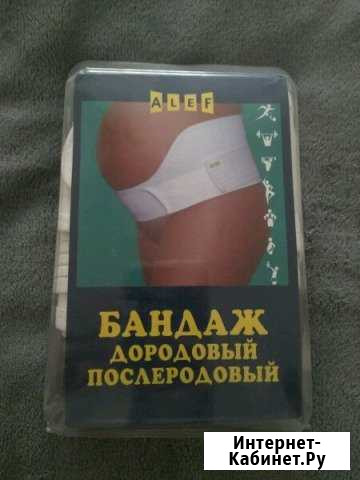 ALEF
БАНДАЖ
ДОРОДОВЫЙ
ПОСЛЕРОДОВЫЙ
Интернет-
Кабинет.Ру